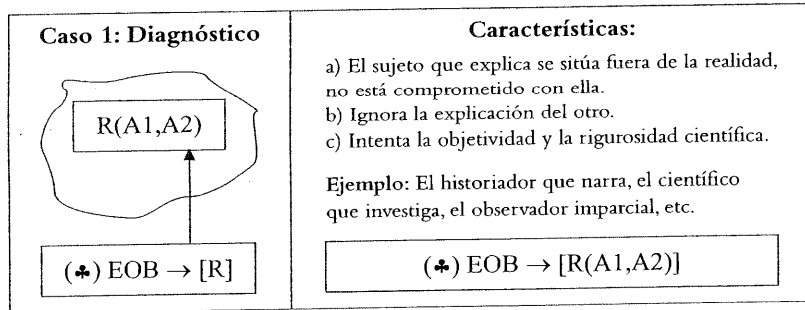 Caso 1: Diagnóstico
R(A1,A2)
(♣) EOB → [R]
Características:
a) El sujeto que explica se sitúa fuera de la realidad,
no está comprometido con ella.
b) Ignora la explicación del otro.
c) Intenta la objetividad y la rigurosidad científica.
Ejemplo: El historiador que narra, el científico
que investiga, el observador imparcial, etc.
(♣) EOB → [R(A1,A2)]